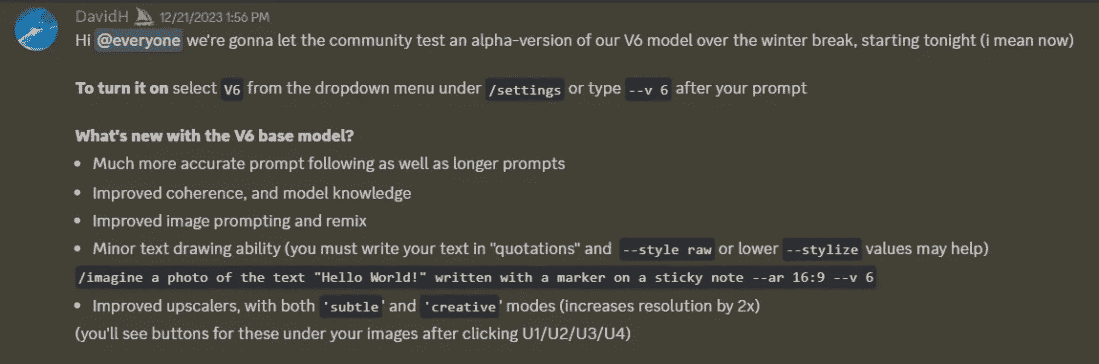 DavidH 12/21/2023 1:56 PM
Hi @everyone we're gonna let the community test an alpha-version of our V6 model over the winter break, starting tonight (i mean now)
To turn it on select V6 from the dropdown menu under /settings or type --v 6 after your prompt
What's new with the V6 base model?
• Much more accurate prompt following as well as longer prompts
• Improved coherence, and model knowledge
• Improved image prompting and remix
• Minor text drawing ability (you must write your text in "quotations" and --style raw or lower --stylize values may help)
/imagine a photo of the text "Hello World!" written with a marker on a sticky note --ar 16:9 --v 6
• Improved upscalers, with both 'subtle' and 'creative' modes (increases resolution by 2x)
(you'll see buttons for these under your images after clicking U1/U2/U3/U4)